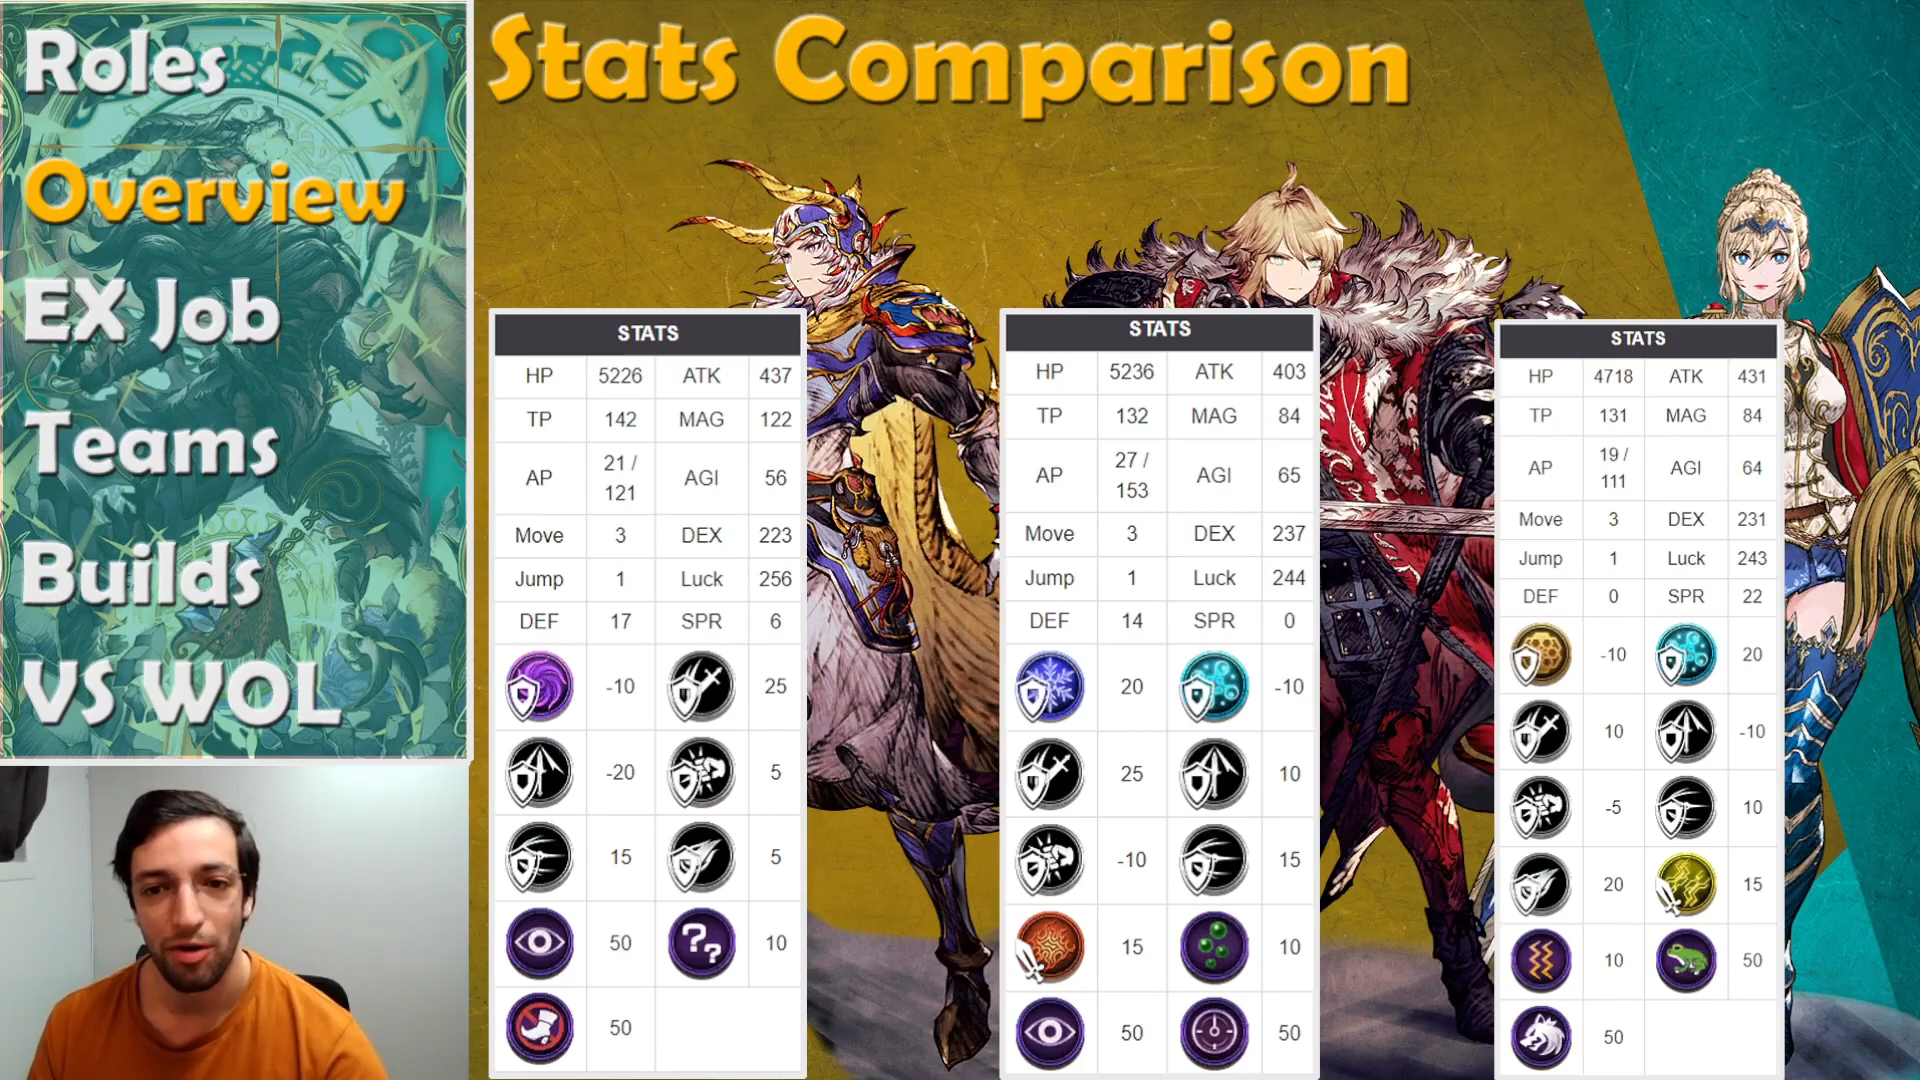 Roles
Overview
EX Job
Teams
Builds
VS WOL
Stats Comparison
STATS
HP 5226 ATK 437
TP 142 MAG 122
AP 21 / 121 AGI 56
Move 3 DEX 223
Jump 1 Luck 256
DEF 17 SPR 6
-10 25
-20 5
15 5
50 ?? 10
50
STATS
HP 5236 ATK 403
TP 132 MAG 84
AP 27 / 153 AGI 65
Move 3 DEX 237
Jump 1 Luck 244
DEF 14 SPR 0
20 -10
25 10
-10 15
15 10
50 50
STATS
HP 4718 ATK 431
TP 131 MAG 84
AP 19 / 111 AGI 64
Move 3 DEX 231
Jump 1 Luck 243
DEF 0 SPR 22
-10 20
10 -10
-5 10
20 15
10 50
50